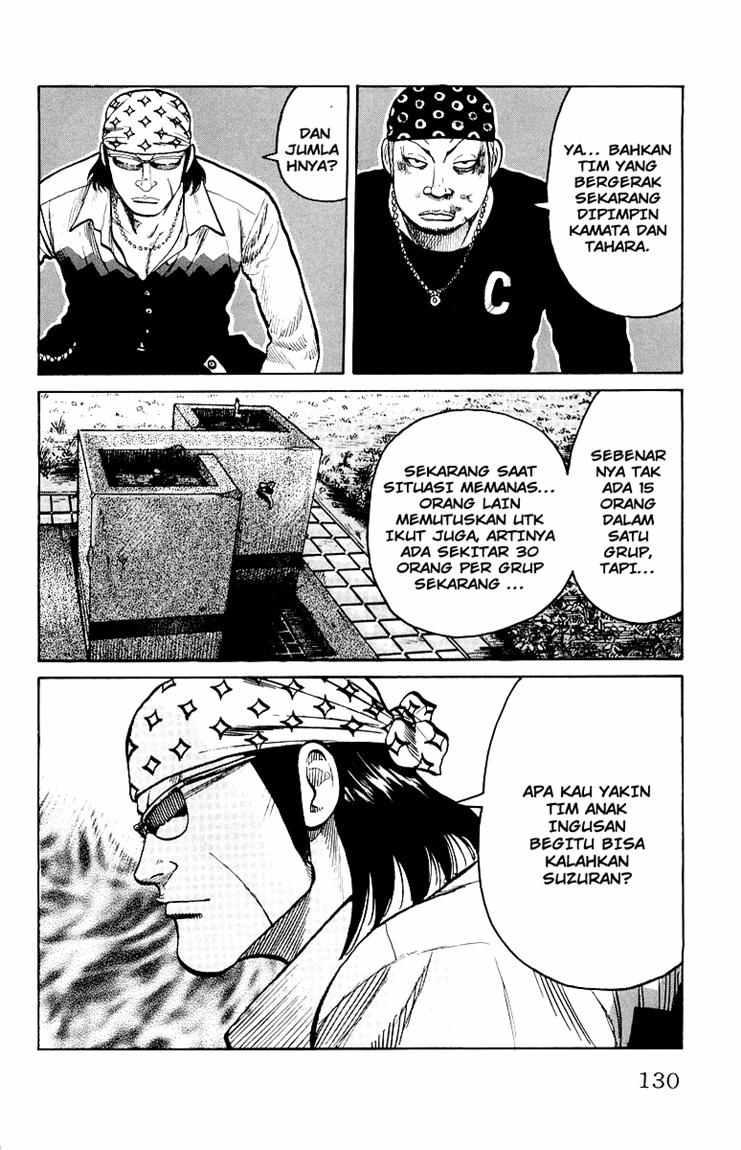 YA... BAHKAN
TIM YANG
BERGERAK
SEKARANG
DIPIMPIN
KAMATA DAN
TAHARA.
C
DAN
JUMLA
HNYA?
SEBENAR
NYA TAK
ADA 15
ORANG
DALAM
SATU
GRUP,
TAPI...
SEKARANG SAAT
SITUASI MEMANAS...
ORANG LAIN
MEMUTUSKAN UTK
IKUT JUGA, ARTINYA
ADA SEKITAR 30
ORANG PER GRUP
SEKARANG ...
APA KAU YAKIN
TIM ANAK
INGUSAN
BEGITU BISA
KALAHKAN
SUZURAN?
130